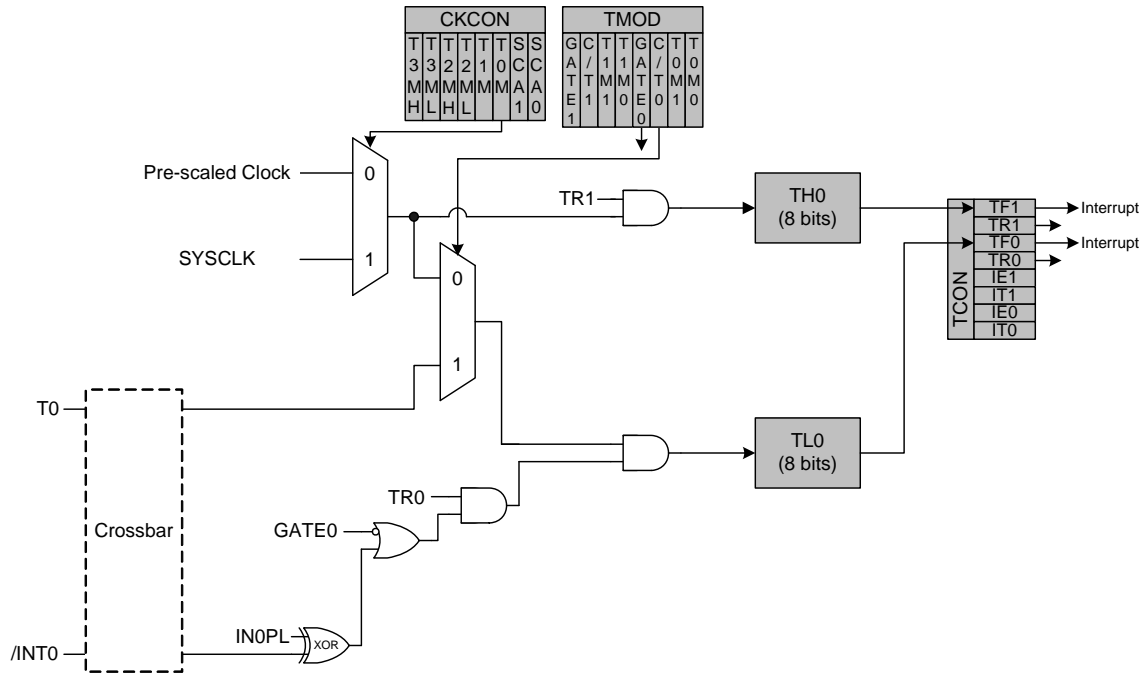 CKCON
T3MH
T3ML
T2MH
T2ML
T1M
T0M
SCA1
SCA0
TMOD
GATE1
C/T1
T1M1
T1M0
GATE0
C/T0
T0M1
T0M0
Pre-scaled Clock
0
SYSCLK
1
TR1
TH0
(8 bits)
TCON
TF1
TR1
TF0
TR0
IE1
IT1
IE0
IT0
Interrupt
Interrupt
0
1
T0
Crossbar
TL0
(8 bits)
TR0
GATE0
IN0PL
XOR
/INT0